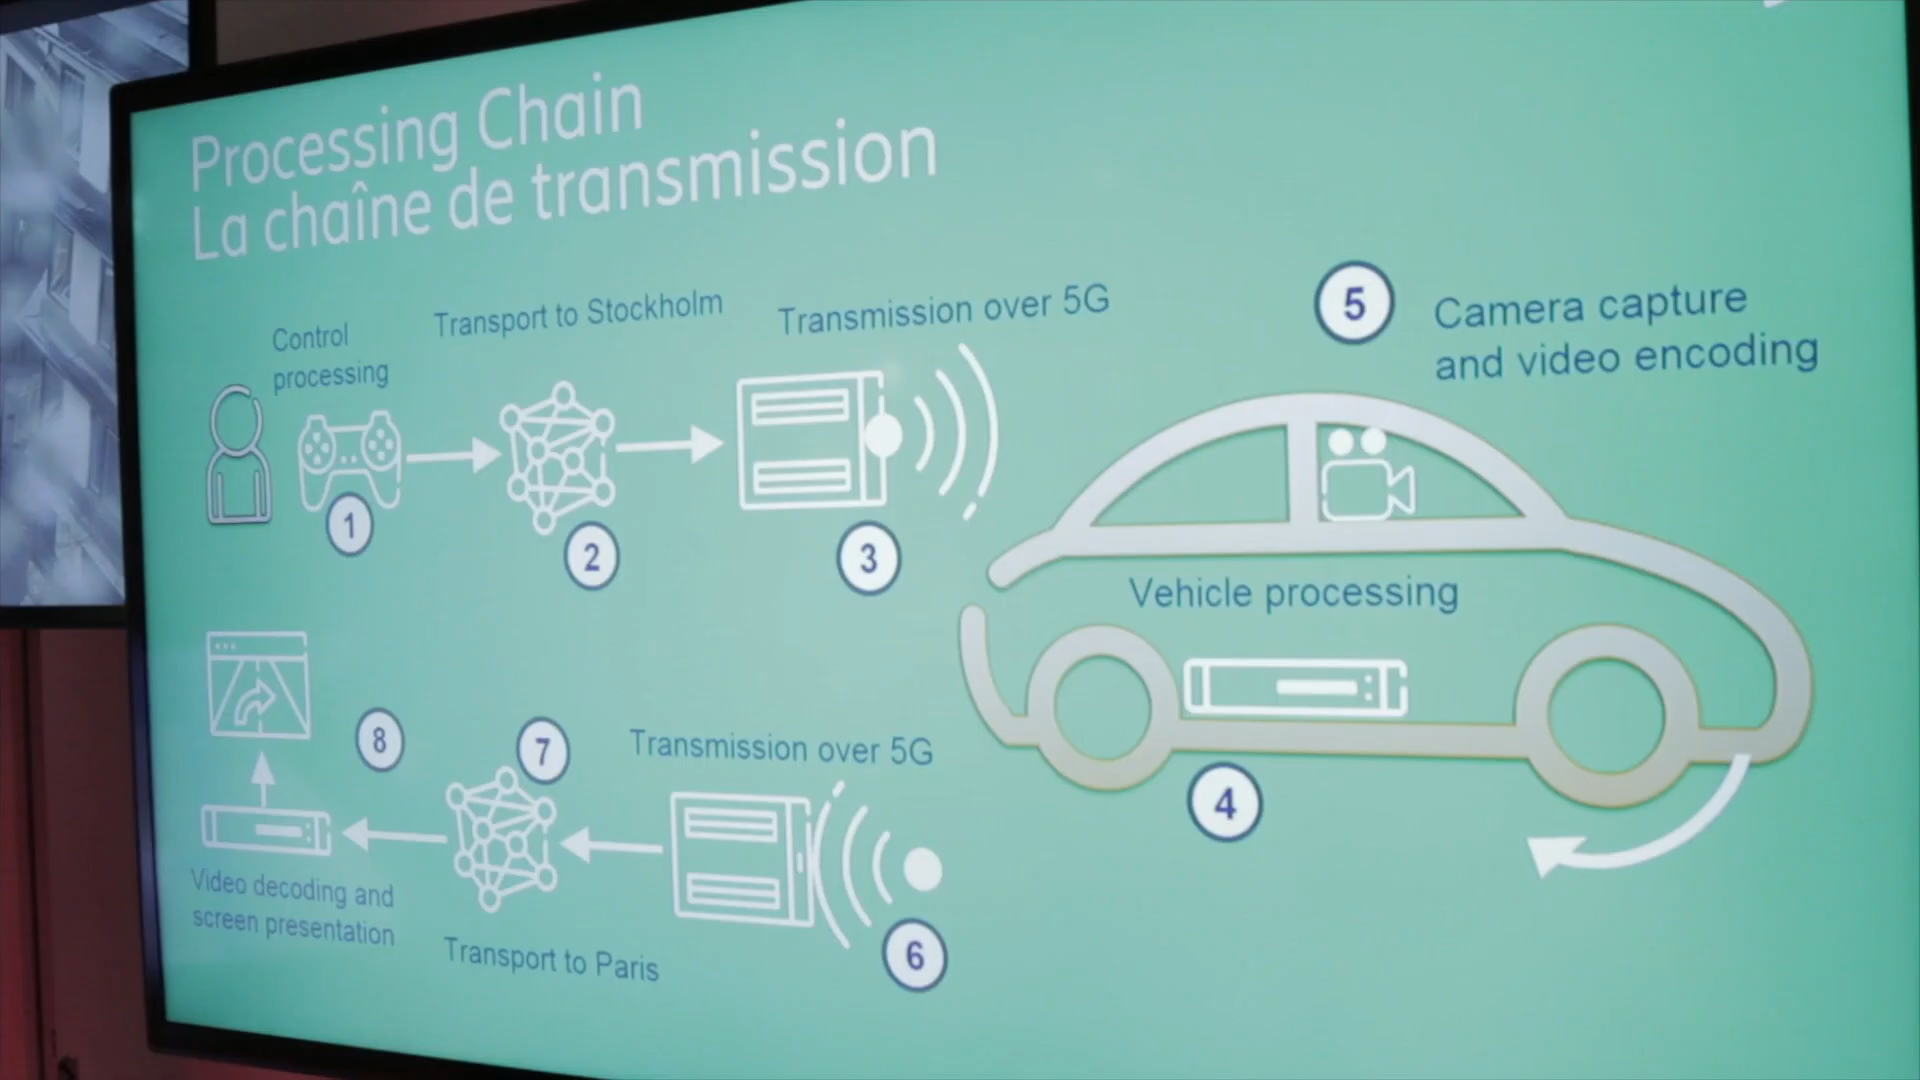 Processing Chain
La chaîne de transmission
Control
processing
Transport to Stockholm
Transmission over 5G
5
Camera capture
and video encoding
1
2
3
Vehicle processing
4
8
7
Transmission over 5G
Video decoding and
screen presentation
Transport to Paris
6